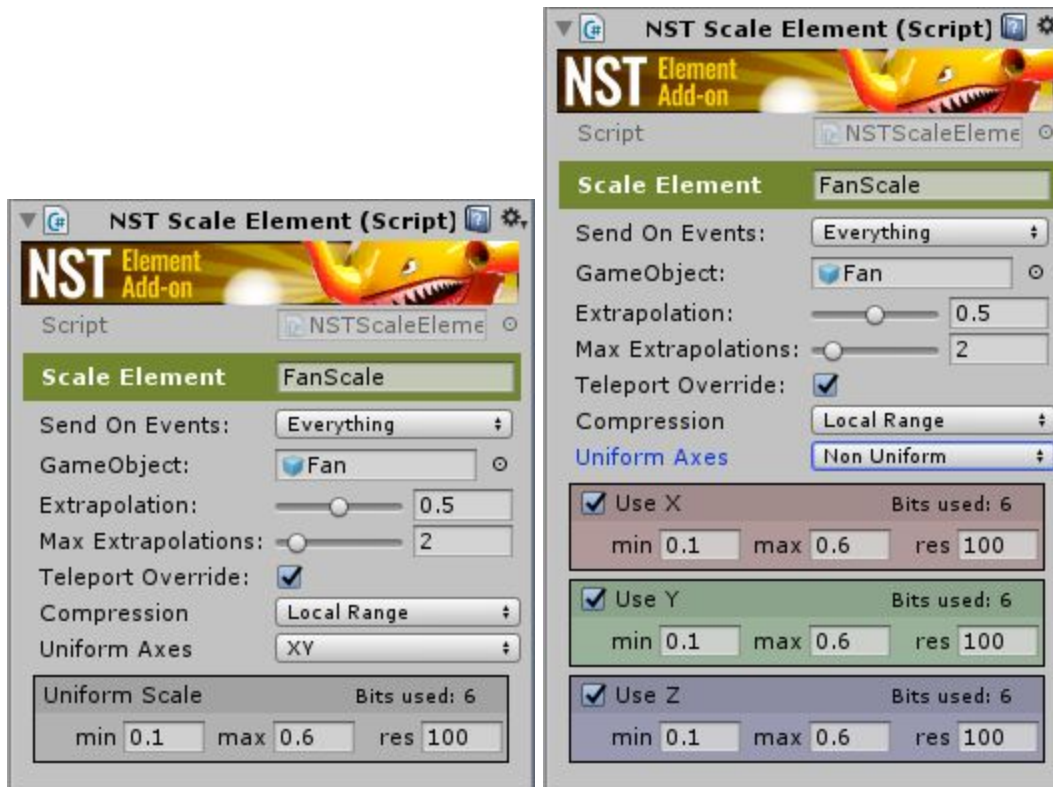 NST Scale Element (Script)
NST Element
Add-on
Script NSTScaleEleme
Scale Element FanScale
Send On Events: Everything
GameObject: Fan
Extrapolation: 0.5
Max Extrapolations: 2
Teleport Override:
Compression Local Range
Uniform Axes XY
Uniform Scale Bits used: 6
min 0.1 max 0.6 res 100
NST Scale Element (Script)
NST Element
Add-on
Script NSTScaleEleme
Scale Element FanScale
Send On Events: Everything
GameObject: Fan
Extrapolation: 0.5
Max Extrapolations: 2
Teleport Override:
Compression Local Range
Uniform Axes Non Uniform
Use X Bits used: 6
min 0.1 max 0.6 res 100
Use Y Bits used: 6
min 0.1 max 0.6 res 100
Use Z Bits used: 6
min 0.1 max 0.6 res 100